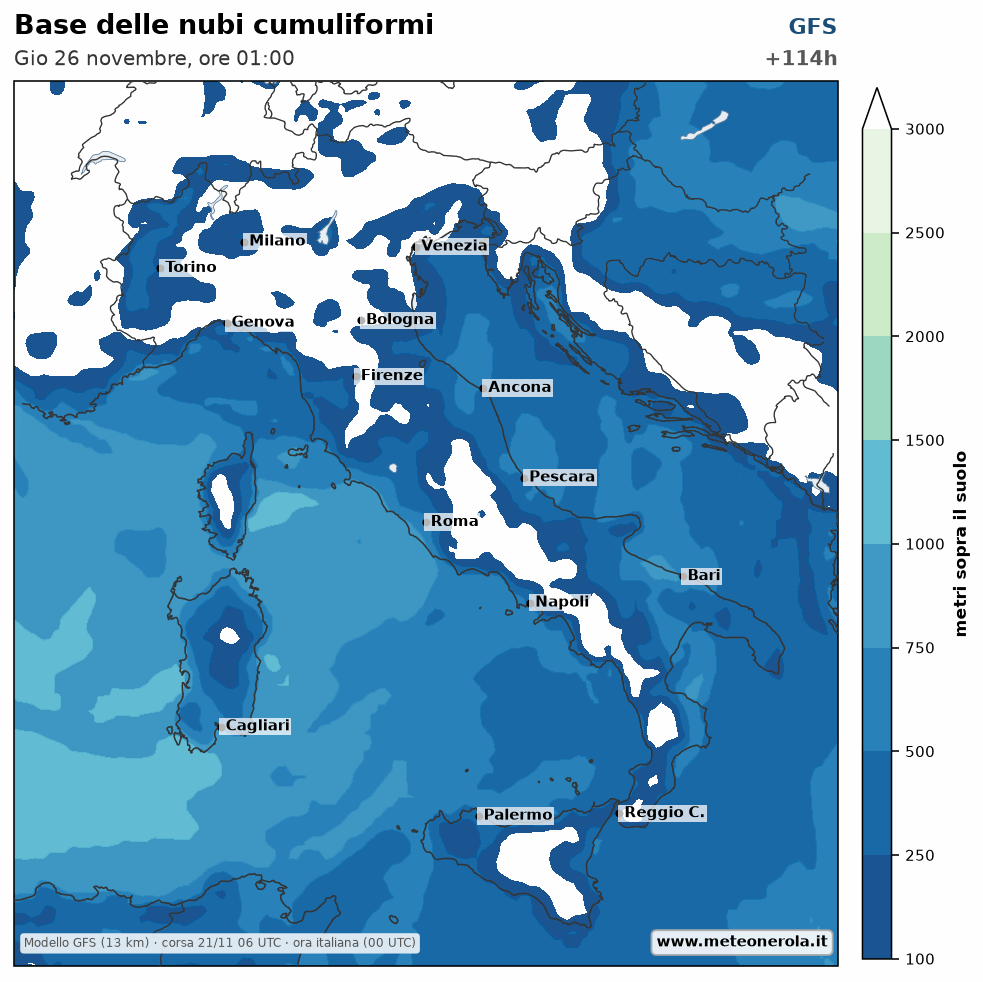 Base delle nubi cumuliformi
GFS
Gio 26 novembre, ore 01:00
+114h
3000
2500
2000
1500
1000
750
500
250
100
metri sopra il suolo
Milano
Venezia
Torino
Genova
Bologna
Firenze
Ancona
Pescara
Roma
Bari
Napoli
Cagliari
Palermo
Reggio C.
Modello GFS (13 km) · corsa 21/11 06 UTC · ora italiana (00 UTC)
www.meteonerola.it